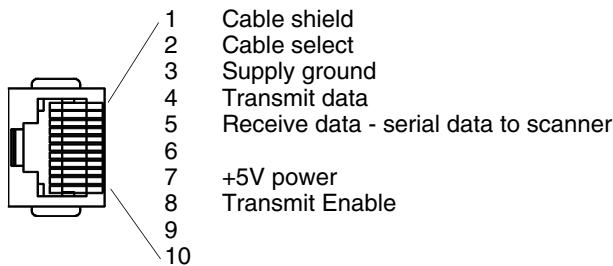 1 Cable shield
2 Cable select
3 Supply ground
4 Transmit data
5 Receive data - serial data to scanner
6
7 +5V power
8 Transmit Enable
9
10